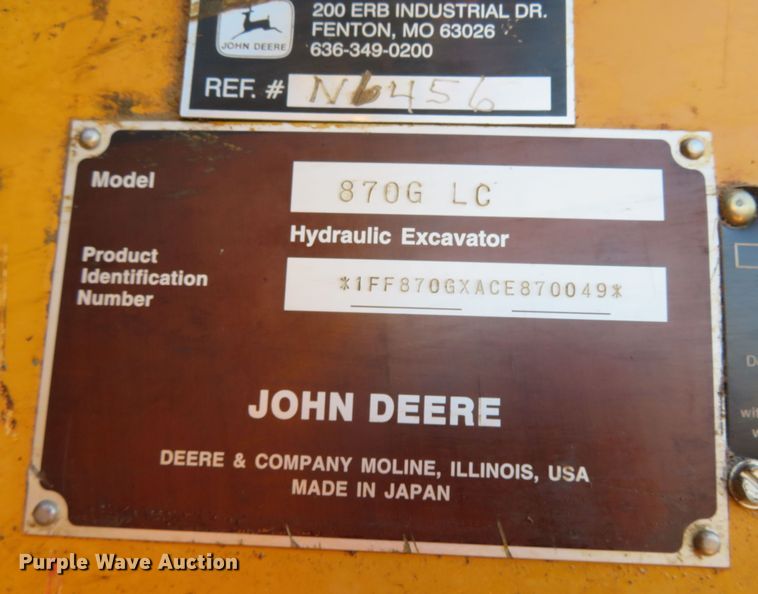 JOHN DEERE
200 ERB INDUSTRIAL DR.
FENTON, MO 63026
636-349-0200
REF. # N6456
Model 870G LC
Hydraulic Excavator
Product
Identification
Number
*1FF870GXACE870049*
JOHN DEERE
DEERE & COMPANY MOLINE, ILLINOIS, USA
MADE IN JAPAN
Purple Wave Auction